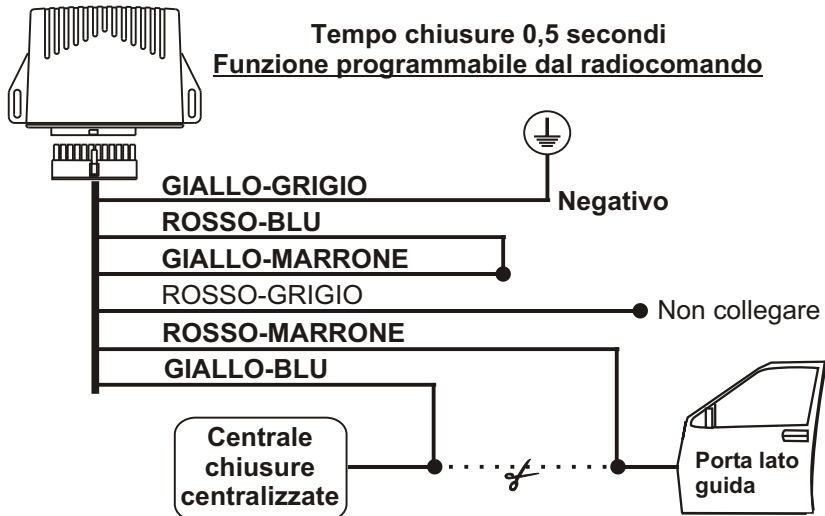 Tempo chiusure 0,5 secondi
Funzione programmabile dal radiocomando
GIALLO-GRIGIO
Negativo
ROSSO-BLU
GIALLO-MARRONE
ROSSO-GRIGIO
Non collegare
ROSSO-MARRONE
GIALLO-BLU
Centrale
chiusure
centralizzate
Porta lato
guida